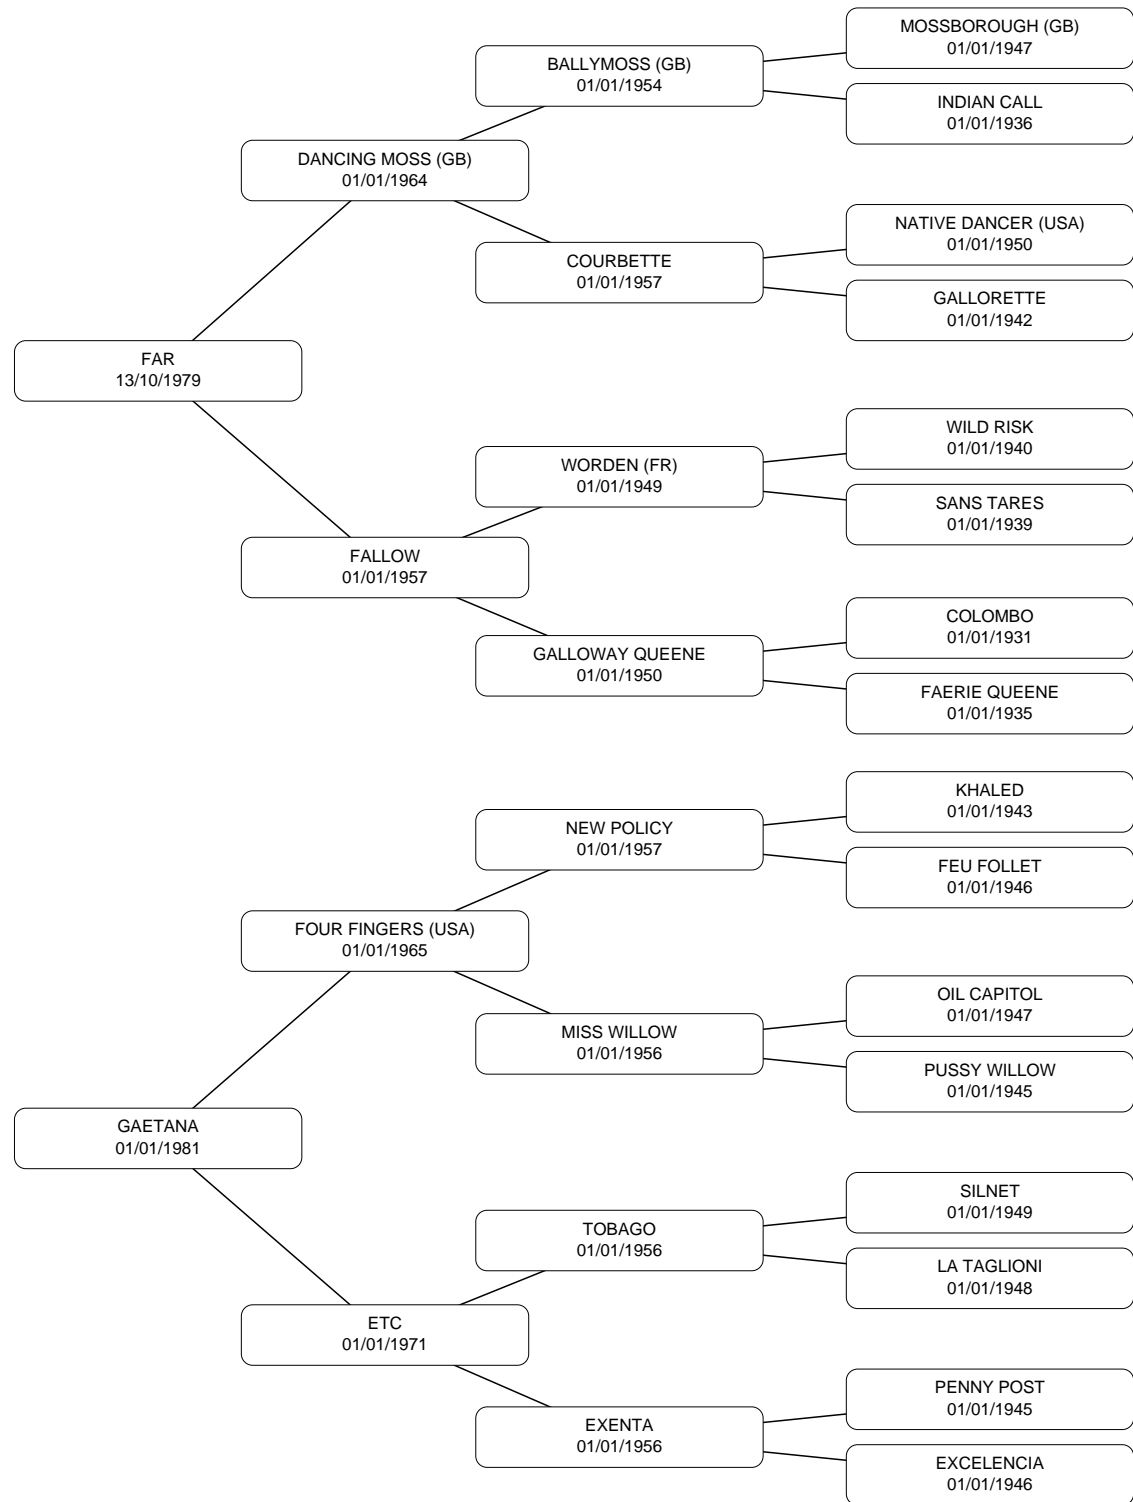 MOSSBOROUGH (GB)
01/01/1947
BALLYMOSS (GB)
01/01/1954
INDIAN CALL
01/01/1936
DANCING MOSS (GB)
01/01/1964
NATIVE DANCER (USA)
01/01/1950
COURBETTE
01/01/1957
GALLORETTE
01/01/1942
FAR
13/10/1979
WILD RISK
01/01/1940
WORDEN (FR)
01/01/1949
SANS TARES
01/01/1939
FALLOW
01/01/1957
COLOMBO
01/01/1931
GALLOWAY QUEENE
01/01/1950
FAERIE QUEENE
01/01/1935
KHALED
01/01/1943
NEW POLICY
01/01/1957
FEU FOLLET
01/01/1946
FOUR FINGERS (USA)
01/01/1965
OIL CAPITOL
01/01/1947
MISS WILLOW
01/01/1956
PUSSY WILLOW
01/01/1945
GAETANA
01/01/1981
SILNET
01/01/1949
TOBAGO
01/01/1956
LA TAGLIONI
01/01/1948
ETC
01/01/1971
PENNY POST
01/01/1945
EXENTA
01/01/1956
EXCELENCIA
01/01/1946